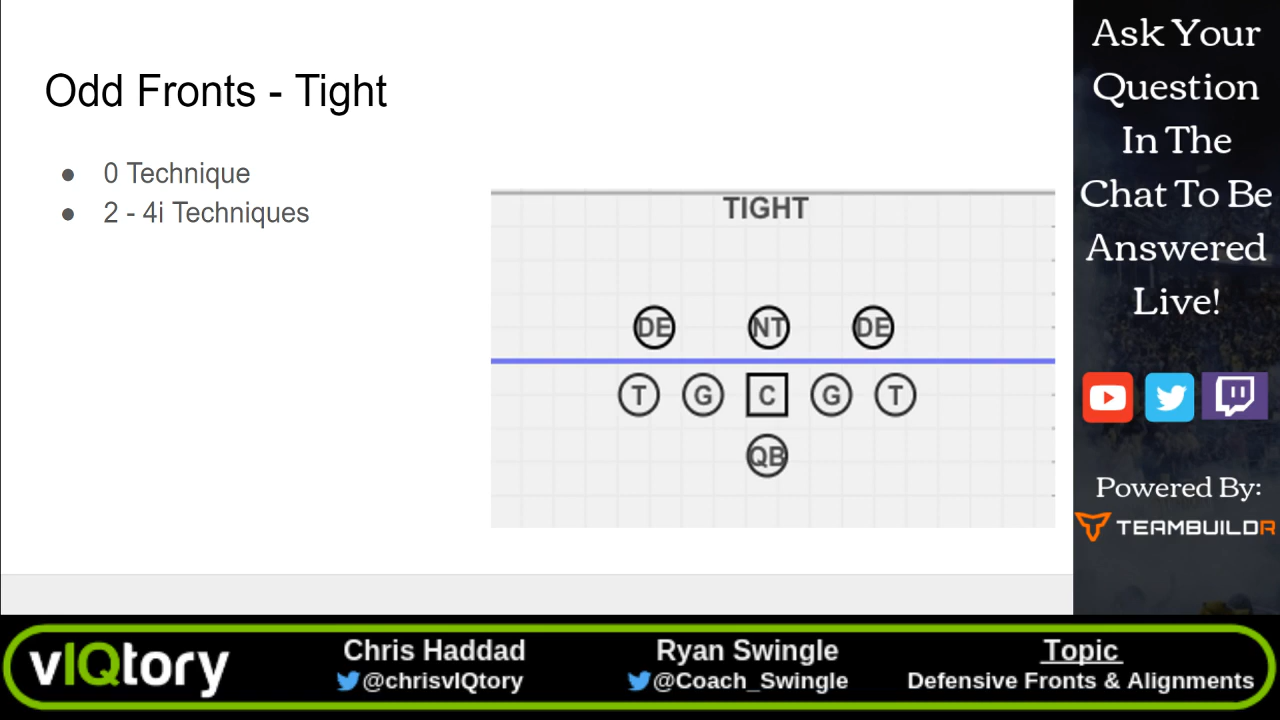 Odd Fronts - Tight
● 0 Technique
● 2 - 4i Techniques
TIGHT
DE NT DE
T G C G T
QB
Ask Your
Question
In The
Chat To Be
Answered
Live!
Powered By:
TEAMBUILDR
vIQtory
Chris Haddad
@chrisvIQtory
Ryan Swingle
@Coach_Swingle
Topic
Defensive Fronts & Alignments